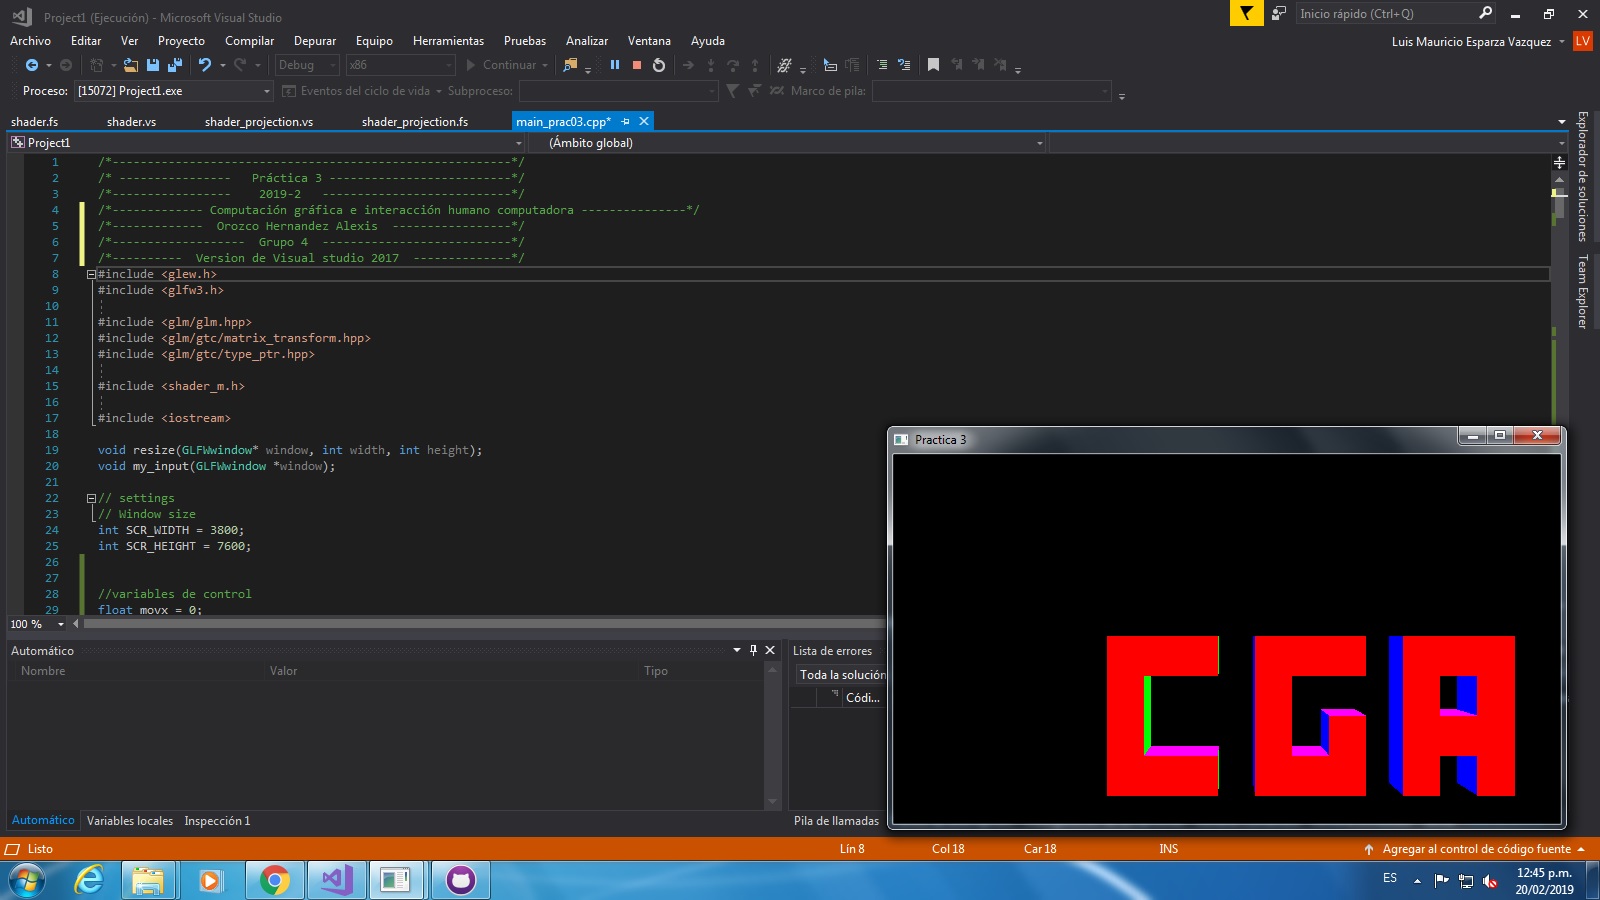 Project1 (Ejecución) - Microsoft Visual Studio
Inicio rápido (Ctrl+Q)
Archivo Editar Ver Proyecto Compilar Depurar Equipo Herramientas Pruebas Analizar Ventana Ayuda
Luis Mauricio Esparza Vazquez LV
Debug x86 Continuar
Proceso: [15072] Project1.exe Eventos del ciclo de vida Subproceso: Marco de pila:
shader.fs shader.vs shader_projection.vs shader_projection.fs main_prac03.cpp*
Project1 (Ámbito global)
1 /*---------------------------------------------------------*/
2 /* ---------------- Práctica 3 --------------------------*/
3 /*----------------- 2019-2 ---------------------------*/
4 /*------------- Computación gráfica e interacción humano computadora ---------------*/
5 /*------------- Orozco Hernandez Alexis -----------------*/
6 /*------------------- Grupo 4 ---------------------------*/
7 /*---------- Version de Visual studio 2017 --------------*/
8 #include <glew.h>
9 #include <glfw3.h>
10
11 #include <glm/glm.hpp>
12 #include <glm/gtc/matrix_transform.hpp>
13 #include <glm/gtc/type_ptr.hpp>
14
15 #include <shader_m.h>
16
17 #include <iostream>
18
19 void resize(GLFWwindow* window, int width, int height);
20 void my_input(GLFWwindow *window);
21
22 // settings
23 // Window size
24 int SCR_WIDTH = 3800;
25 int SCR_HEIGHT = 7600;
26
27
28 //variables de control
29 float movx = 0;
100 %
Explorador de soluciones
Team Explorer
Practica 3
CGA
Automático
Nombre Valor Tipo
Automático Variables locales Inspección 1
Lista de errores
Toda la solución
Códi...
Pila de llamadas
Listo Lín 8 Col 18 Car 18 INS Agregar al control de código fuente
ES
12:45 p.m.
20/02/2019